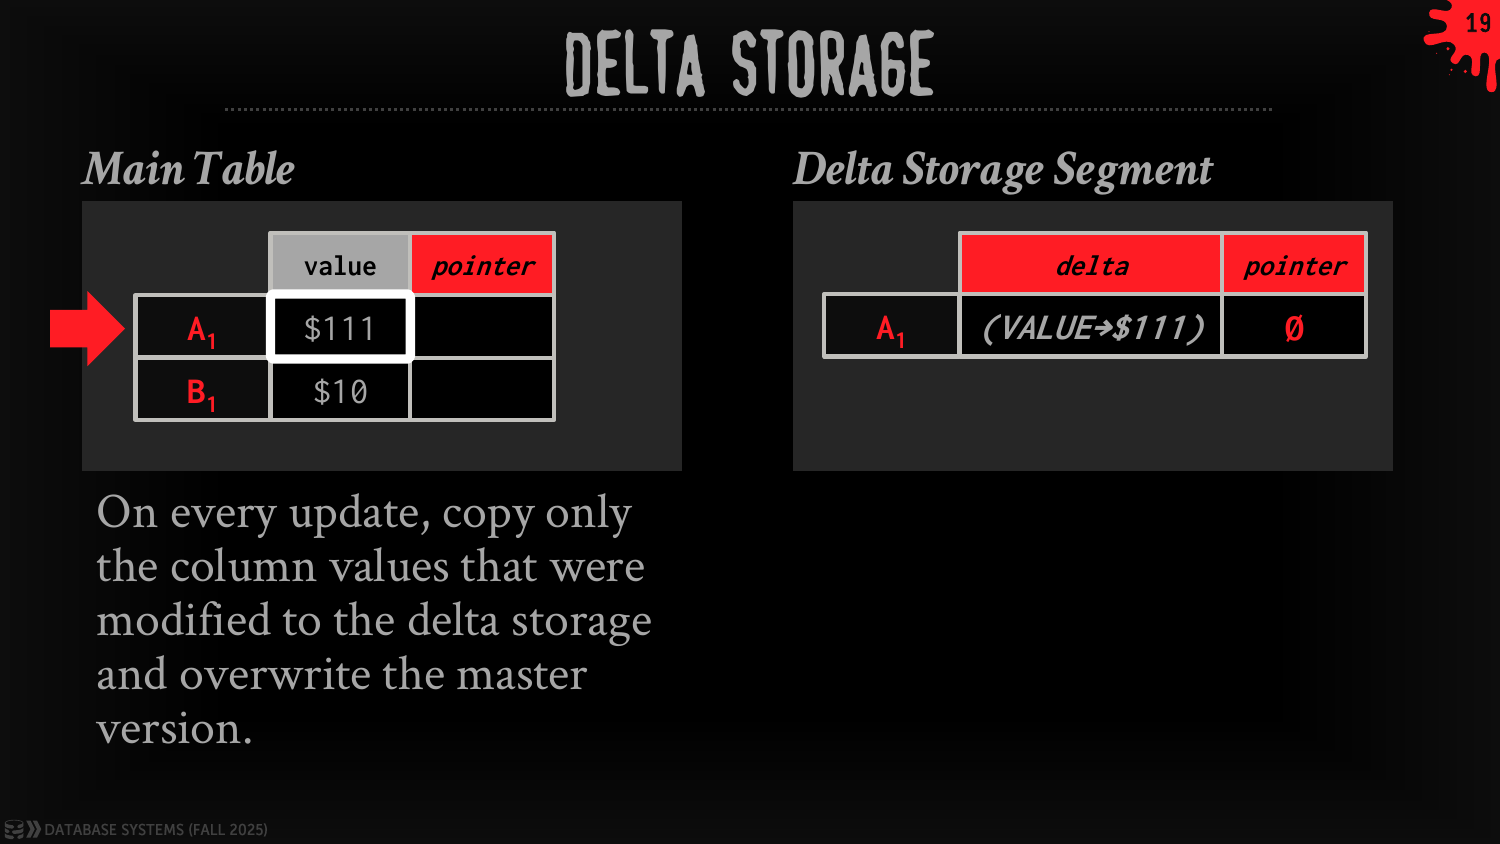 19
DELTA STORAGE
Main Table
value pointer
A1 $111
B1 $10
Delta Storage Segment
delta pointer
A1 (VALUE→$111) Ø
On every update, copy only
the column values that were
modified to the delta storage
and overwrite the master
version.
DATABASE SYSTEMS (FALL 2025)